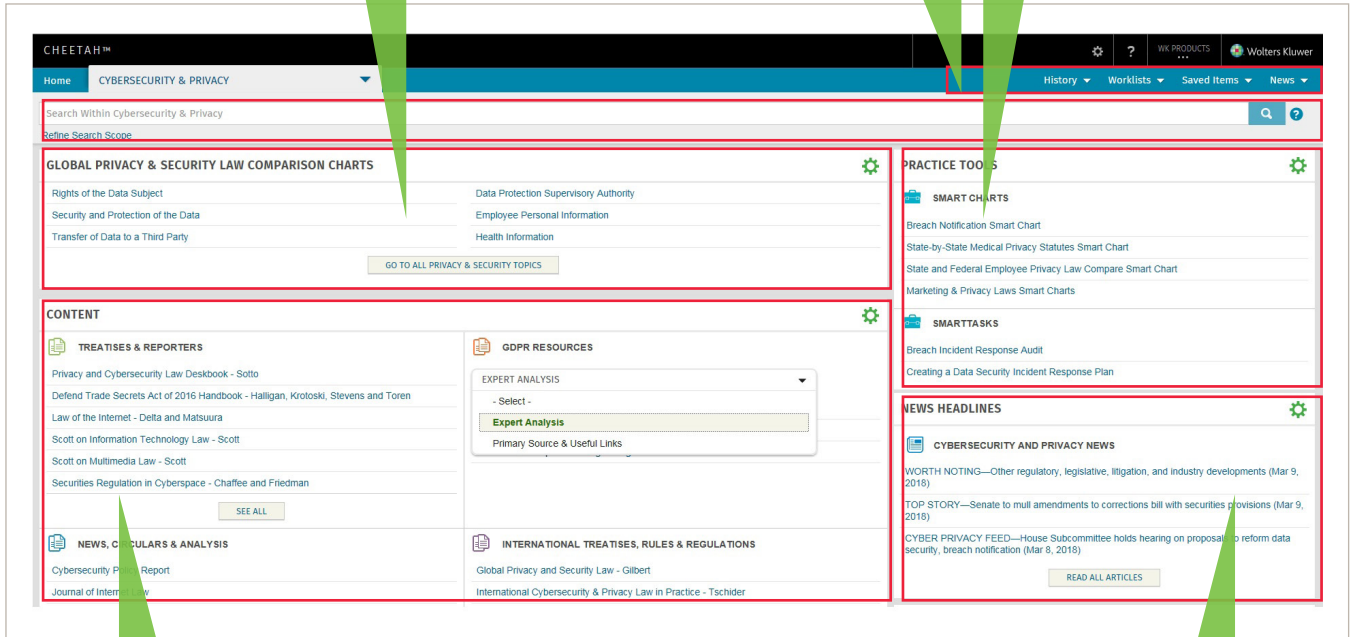 CHEETAH™
? WK PRODUCTS ... Wolters Kluwer
Home CYBERSECURITY & PRIVACY History Worklists Saved Items News
Search Within Cybersecurity & Privacy ?
Refine Search Scope
GLOBAL PRIVACY & SECURITY LAW COMPARISON CHARTS
Rights of the Data Subject
Data Protection Supervisory Authority
Security and Protection of the Data
Employee Personal Information
Transfer of Data to a Third Party
Health Information
GO TO ALL PRIVACY & SECURITY TOPICS
CONTENT
TREATISES & REPORTERS
Privacy and Cybersecurity Law Deskbook - Sotto
Defend Trade Secrets Act of 2016 Handbook - Halligan, Krotoski, Stevens and Toren
Law of the Internet - Delta and Matsuura
Scott on Information Technology Law - Scott
Scott on Multimedia Law - Scott
Securities Regulation in Cyberspace - Chaffee and Friedman
SEE ALL
GDPR RESOURCES
EXPERT ANALYSIS
- Select -
Expert Analysis
Primary Source & Useful Links
NEWS, CIRCULARS & ANALYSIS
Cybersecurity Policy Report
Journal of Internet Law
INTERNATIONAL TREATISES, RULES & REGULATIONS
Global Privacy and Security Law - Gilbert
International Cybersecurity & Privacy Law in Practice - Tschider
PRACTICE TOOLS
SMART CHARTS
Breach Notification Smart Chart
State-by-State Medical Privacy Statutes Smart Chart
State and Federal Employee Privacy Law Compare Smart Chart
Marketing & Privacy Laws Smart Charts
SMARTTASKS
Breach Incident Response Audit
Creating a Data Security Incident Response Plan
NEWS HEADLINES
CYBERSECURITY AND PRIVACY NEWS
WORTH NOTING—Other regulatory, legislative, litigation, and industry developments (Mar 9,
2018)
TOP STORY—Senate to mull amendments to corrections bill with securities provisions (Mar 9,
2018)
CYBER PRIVACY FEED—House Subcommittee holds hearing on proposals to reform data
security, breach notification (Mar 8, 2018)
READ ALL ARTICLES